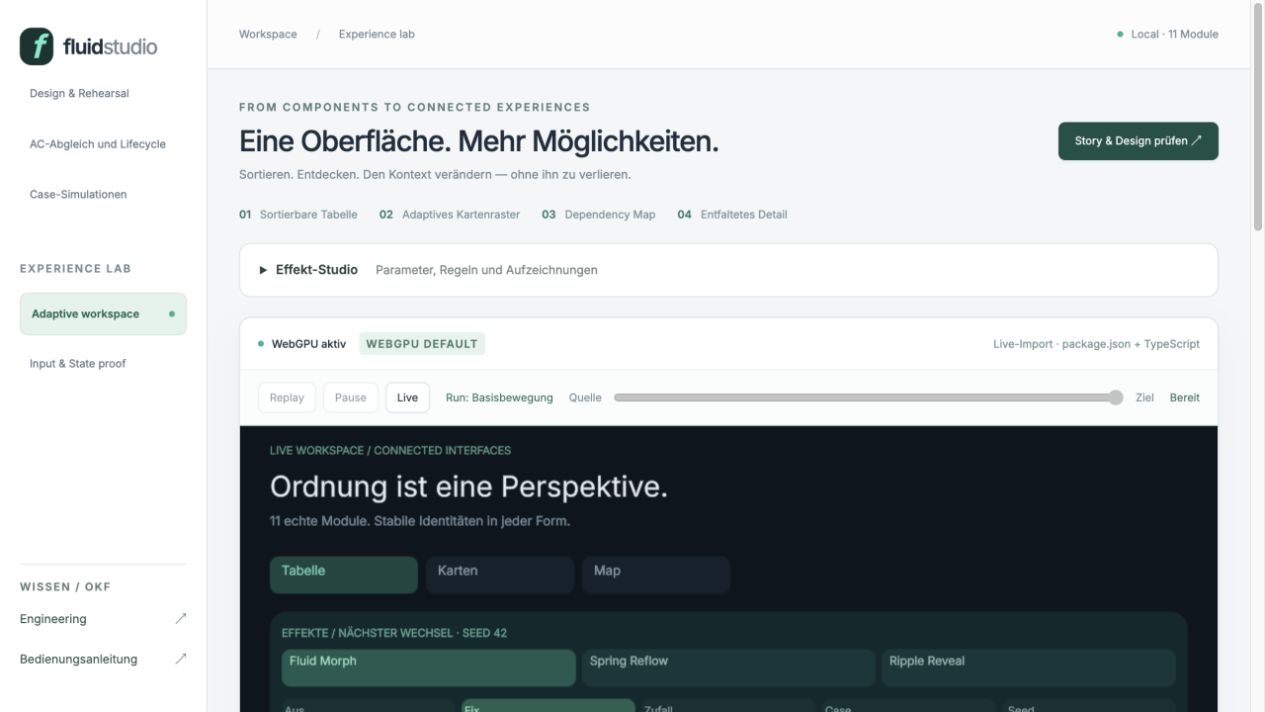 fluidstudio
Design & Rehearsal
AC-Abgleich und Lifecycle
Case-Simulationen
EXPERIENCE LAB
Adaptive workspace
Input & State proof
WISSEN / OKF
Engineering ↗
Bedienungsanleitung ↗
Workspace / Experience lab
Local · 11 Module
FROM COMPONENTS TO CONNECTED EXPERIENCES
Eine Oberfläche. Mehr Möglichkeiten.
Sortieren. Entdecken. Den Kontext verändern — ohne ihn zu verlieren.
Story & Design prüfen ↗
01 Sortierbare Tabelle 02 Adaptives Kartenraster 03 Dependency Map 04 Entfaltetes Detail
▶ Effekt-Studio Parameter, Regeln und Aufzeichnungen
WebGPU aktiv WEBGPU DEFAULT Live-Import · package.json + TypeScript
Replay Pause Live Run: Basisbewegung Quelle Ziel Bereit
LIVE WORKSPACE / CONNECTED INTERFACES
Ordnung ist eine Perspektive.
11 echte Module. Stabile Identitäten in jeder Form.
Tabelle Karten Map
EFFEKTE / NÄCHSTER WECHSEL · SEED 42
Fluid Morph Spring Reflow Ripple Reveal
Aus Fix Zufall Case Seed